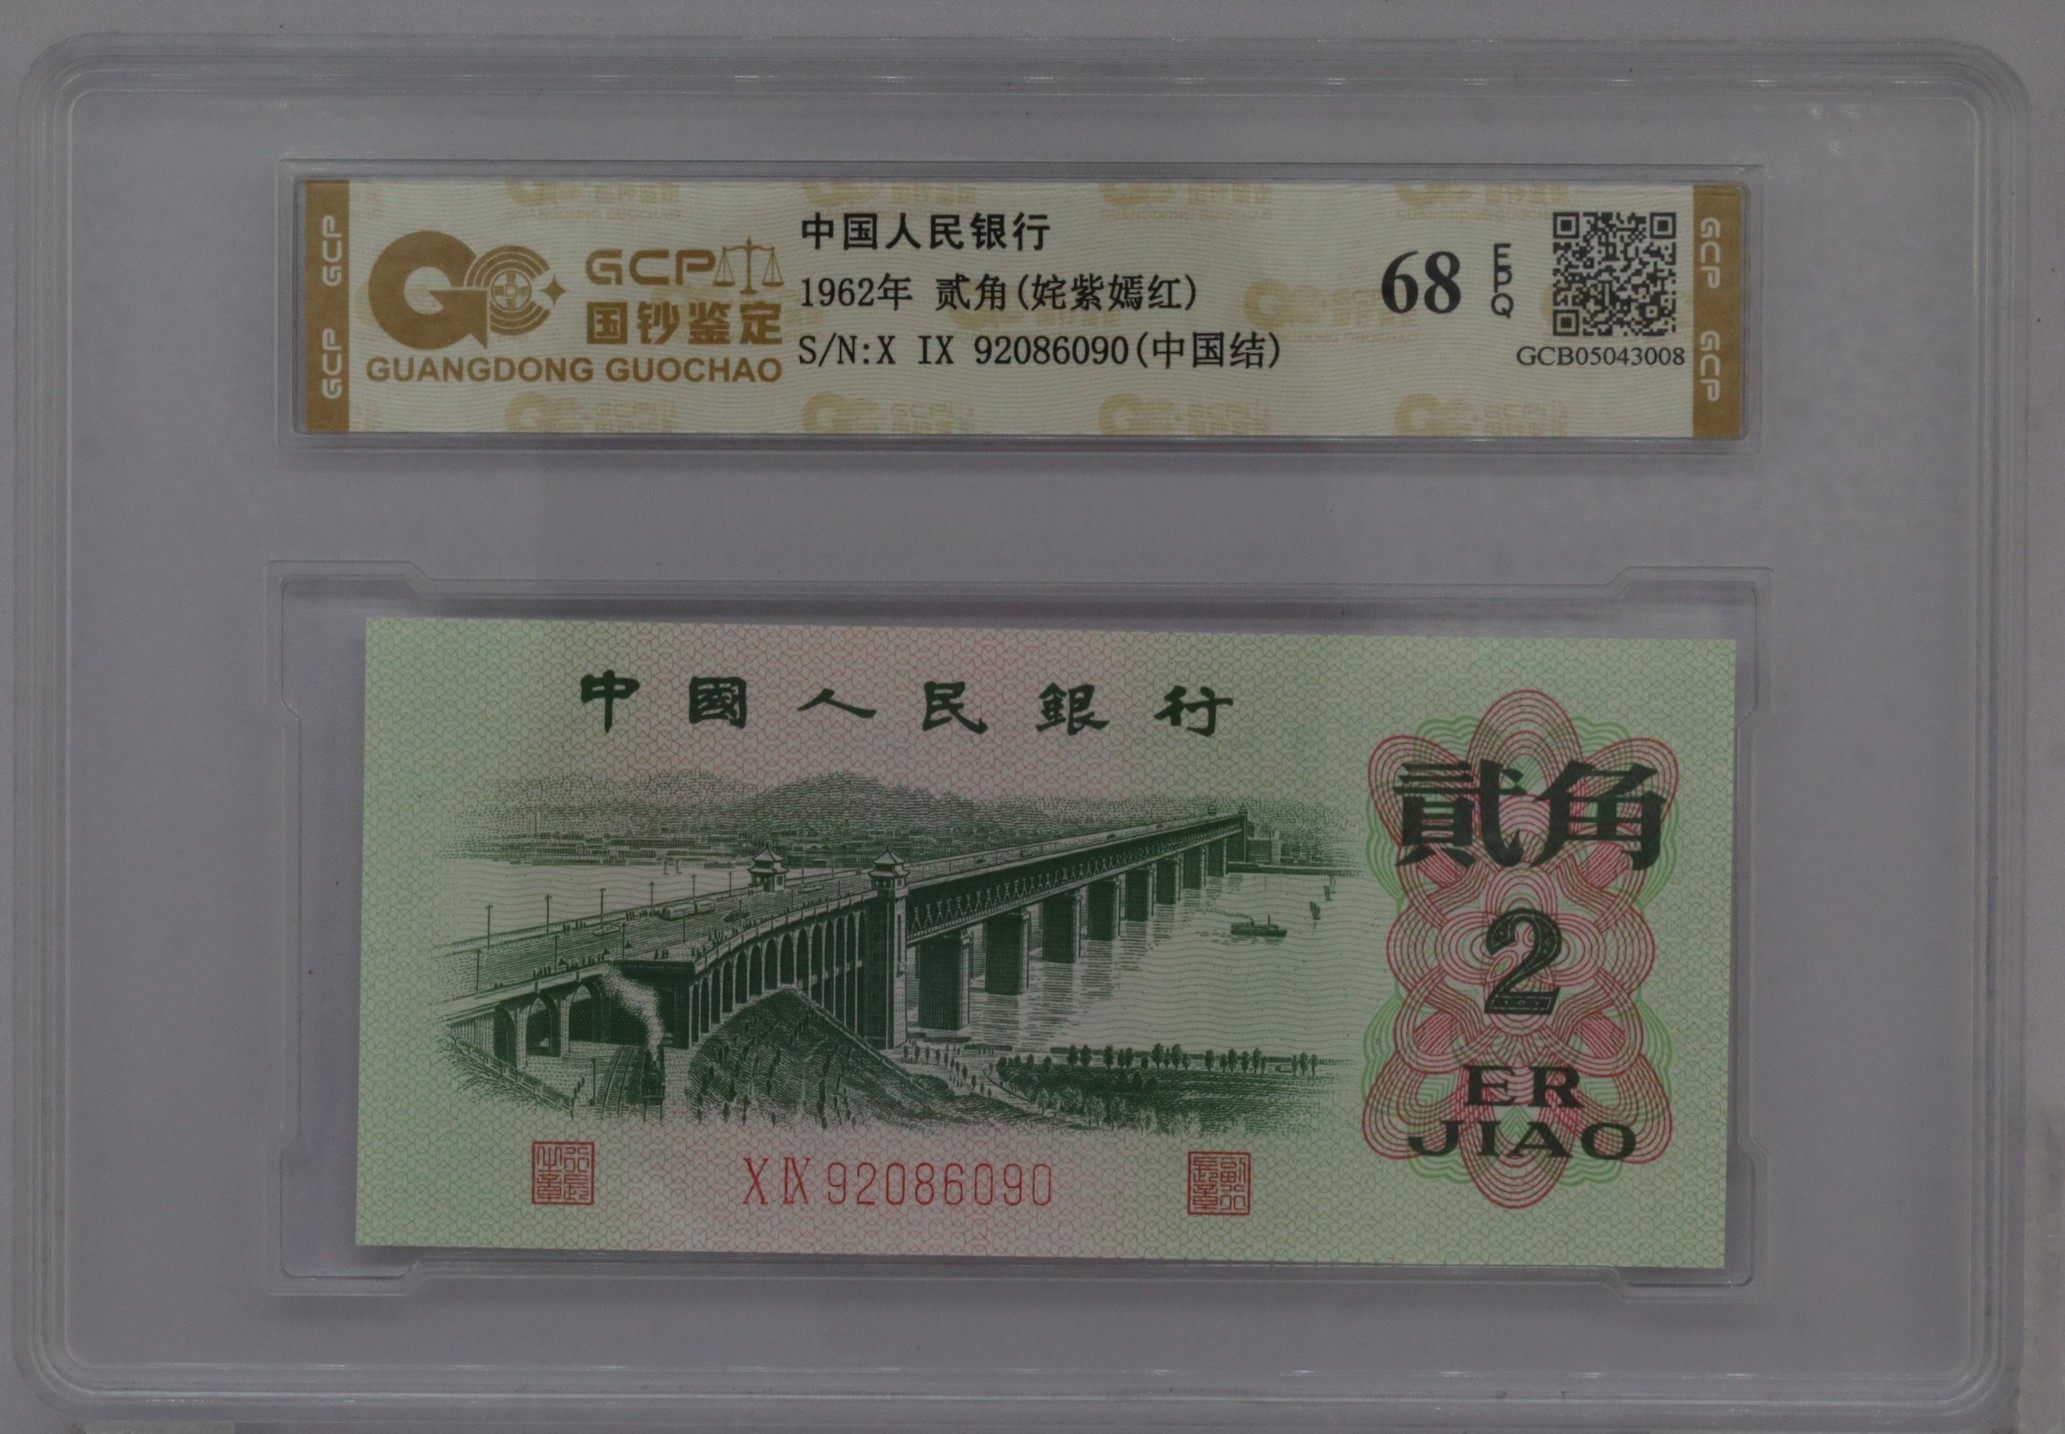 GCP
GCP
GCP
国钞鉴定
GUANGDONG GUOCHAO
中国人民银行
1962年 贰角(姹紫嫣红)
S/N:X IX 92086090(中国结)
68
EPQ
GCB05043008
GCP
GCP
中國人民銀行
貳角
2
ER
JIAO
X IX 92086090